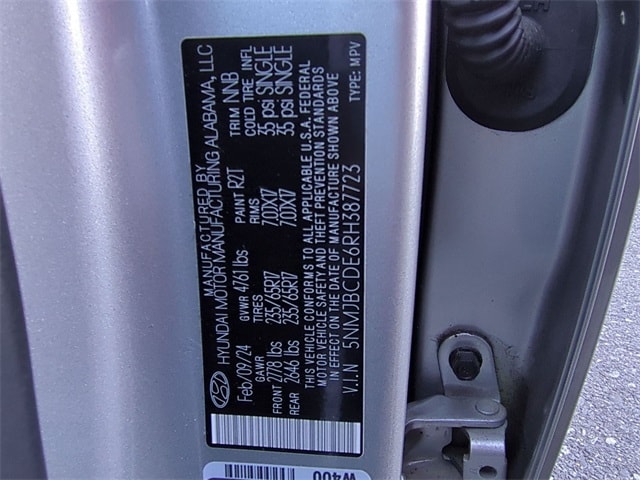 MANUFACTURED BY
HYUNDAI MOTOR MANUFACTURING ALABAMA, LLC
Feb/09/24 GVWR 4761 lbs PAINT R2T TRIM NNB
GAWR TIRES RIMS COLD TIRE INFL
FRONT 2778 lbs 235/65R17 7.00X17 35 psi SINGLE
REAR 2646 lbs 235/65R17 7.00X17 35 psi SINGLE
THIS VEHICLE CONFORMS TO ALL APPLICABLE U.S.A. FEDERAL
MOTOR VEHICLE SAFETY AND THEFT PREVENTION STANDARDS
IN EFFECT ON THE DATE OF MANUFACTURE SHOWN ABOVE
V.I.N 5NMJBCDE6RH387723 TYPE: MPV
W400